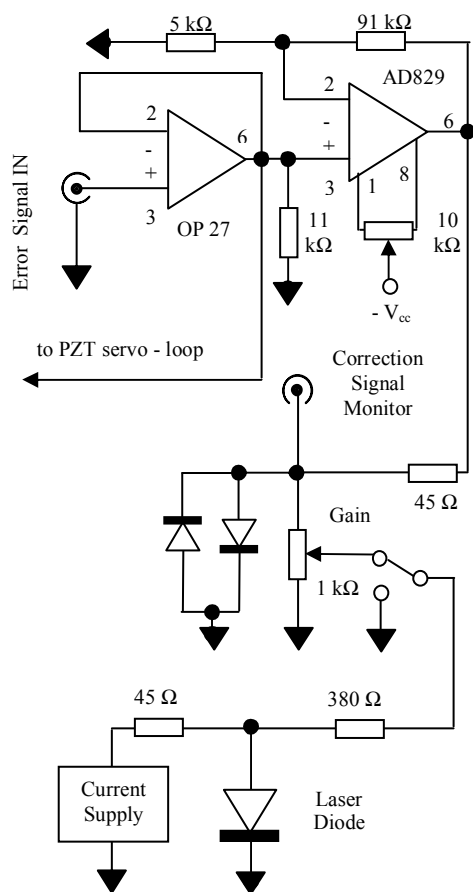 5 kΩ
91 kΩ
AD829
2
2
6
6
-
-
+
+
3
3
1
8
OP 27
11
kΩ
10
kΩ
Error Signal IN
- Vcc
to PZT servo - loop
Correction
Signal
Monitor
45 Ω
Gain
1 kΩ
45 Ω
380 Ω
Current
Supply
Laser
Diode